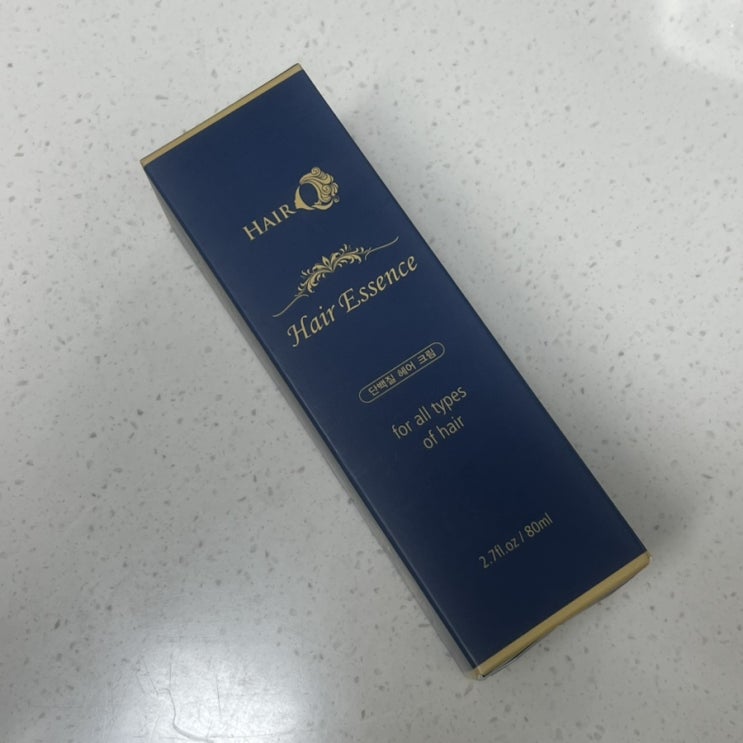 HAIR
Hair Essence
단백질 헤어 크림
for all types
of hair
2.7fl.oz / 80ml